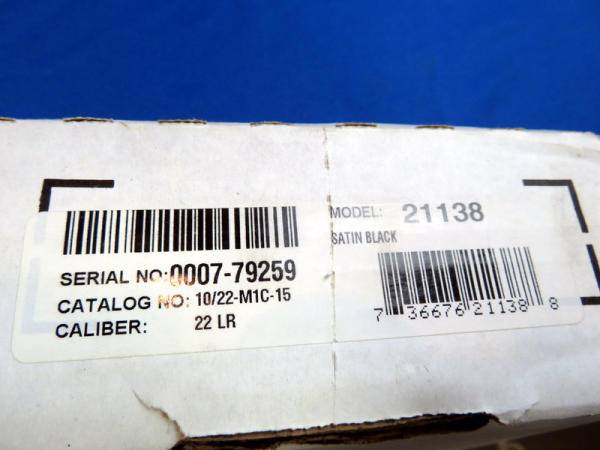 MODEL: 21138
SATIN BLACK
SERIAL NO: 0007-79259
CATALOG NO: 10/22-M1C-15
CALIBER: 22 LR
7 36676 21138 8